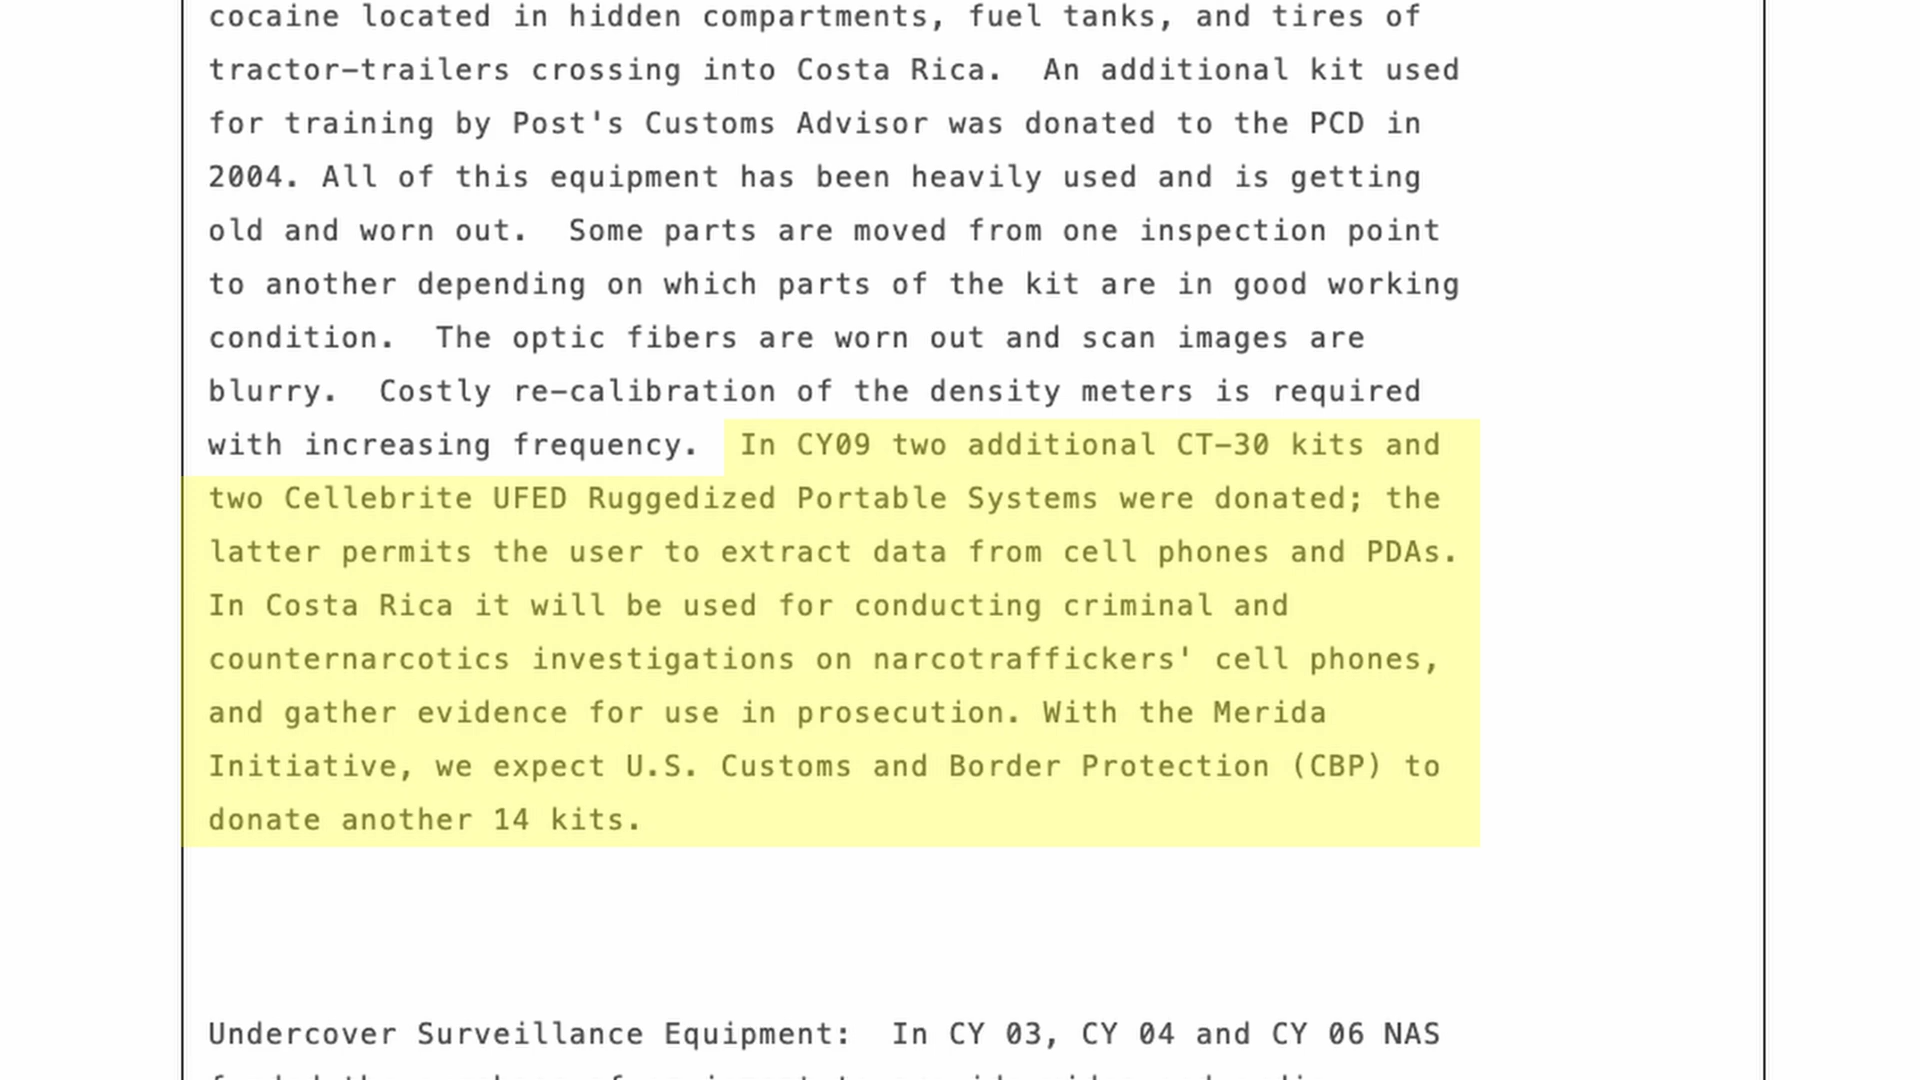 cocaine located in hidden compartments, fuel tanks, and tires of
tractor-trailers crossing into Costa Rica.  An additional kit used
for training by Post's Customs Advisor was donated to the PCD in
2004. All of this equipment has been heavily used and is getting
old and worn out.  Some parts are moved from one inspection point
to another depending on which parts of the kit are in good working
condition.  The optic fibers are worn out and scan images are
blurry.  Costly re-calibration of the density meters is required
with increasing frequency.  In CY09 two additional CT-30 kits and
two Cellebrite UFED Ruggedized Portable Systems were donated; the
latter permits the user to extract data from cell phones and PDAs.
In Costa Rica it will be used for conducting criminal and
counternarcotics investigations on narcotraffickers' cell phones,
and gather evidence for use in prosecution. With the Merida
Initiative, we expect U.S. Customs and Border Protection (CBP) to
donate another 14 kits.
Undercover Surveillance Equipment:  In CY 03, CY 04 and CY 06 NAS